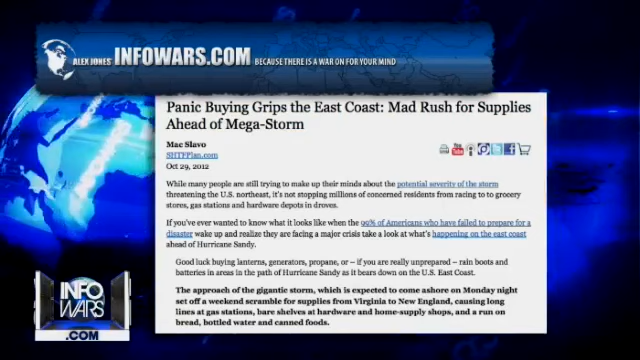 ALEX JONES' INFOWARS.COM BECAUSE THERE IS A WAR ON FOR YOUR MIND
Panic Buying Grips the East Coast: Mad Rush for Supplies
Ahead of Mega-Storm
Mac Slavo
SHTFPlan.com
Oct 29, 2012
While many people are still trying to make up their minds about the potential severity of the storm
threatening the U.S. northeast, it's not stopping millions of concerned residents from racing to to grocery
stores, gas stations and hardware depots in droves.
If you've ever wanted to know what it looks like when the 99% of Americans who have failed to prepare for a
disaster wake up and realize they are facing a major crisis take a look at what's happening on the east coast
ahead of Hurricane Sandy.
Good luck buying lanterns, generators, propane, or – if you are really unprepared – rain boots and
batteries in areas in the path of Hurricane Sandy as it bears down on the U.S. East Coast.
The approach of the gigantic storm, which is expected to come ashore on Monday night
set off a weekend scramble for supplies from Virginia to New England, causing long
lines at gas stations, bare shelves at hardware and home-supply shops, and a run on
bread, bottled water and canned foods.
INFO
WARS
.COM